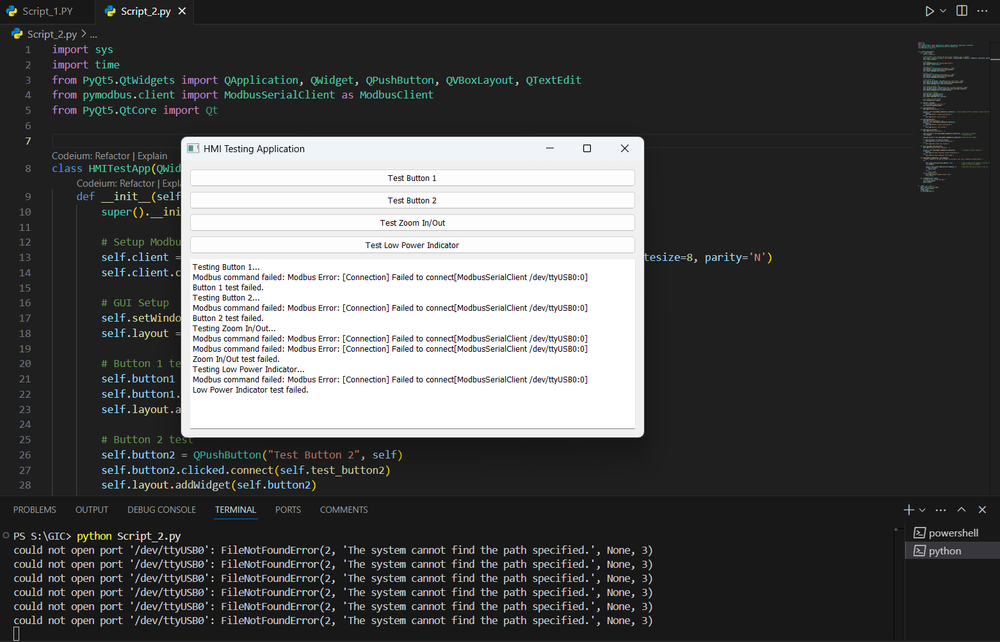 Script_1.PY
Script_2.py
Script_2.py > ...
1 import sys
2 import time
3 from PyQt5.QtWidgets import QApplication, QWidget, QPushButton, QVBoxLayout, QTextEdit
4 from pymodbus.client import ModbusSerialClient as ModbusClient
5 from PyQt5.QtCore import Qt
6
7
Codeium: Refactor | Explain
8 class HMITestApp(QWid
Codeium: Refactor | Expla
9 def __init__(self
10 super().__ini
11
12 # Setup Modbu
13 self.client = tesize=8, parity='N')
14 self.client.c
15
16 # GUI Setup
17 self.setWindo
18 self.layout =
19
20 # Button 1 te
21 self.button1
22 self.button1.
23 self.layout.a
24
25 # Button 2 test
26 self.button2 = QPushButton("Test Button 2", self)
27 self.button2.clicked.connect(self.test_button2)
28 self.layout.addWidget(self.button2)
HMI Testing Application
Test Button 1
Test Button 2
Test Zoom In/Out
Test Low Power Indicator
Testing Button 1...
Modbus command failed: Modbus Error: [Connection] Failed to connect[ModbusSerialClient /dev/ttyUSB0:0]
Button 1 test failed.
Testing Button 2...
Modbus command failed: Modbus Error: [Connection] Failed to connect[ModbusSerialClient /dev/ttyUSB0:0]
Button 2 test failed.
Testing Zoom In/Out...
Modbus command failed: Modbus Error: [Connection] Failed to connect[ModbusSerialClient /dev/ttyUSB0:0]
Modbus command failed: Modbus Error: [Connection] Failed to connect[ModbusSerialClient /dev/ttyUSB0:0]
Zoom In/Out test failed.
Testing Low Power Indicator...
Modbus command failed: Modbus Error: [Connection] Failed to connect[ModbusSerialClient /dev/ttyUSB0:0]
Low Power Indicator test failed.
PROBLEMS OUTPUT DEBUG CONSOLE TERMINAL PORTS COMMENTS
PS S:\GIC> python Script_2.py
could not open port '/dev/ttyUSB0': FileNotFoundError(2, 'The system cannot find the path specified.', None, 3)
could not open port '/dev/ttyUSB0': FileNotFoundError(2, 'The system cannot find the path specified.', None, 3)
could not open port '/dev/ttyUSB0': FileNotFoundError(2, 'The system cannot find the path specified.', None, 3)
could not open port '/dev/ttyUSB0': FileNotFoundError(2, 'The system cannot find the path specified.', None, 3)
could not open port '/dev/ttyUSB0': FileNotFoundError(2, 'The system cannot find the path specified.', None, 3)
could not open port '/dev/ttyUSB0': FileNotFoundError(2, 'The system cannot find the path specified.', None, 3)
powershell
python